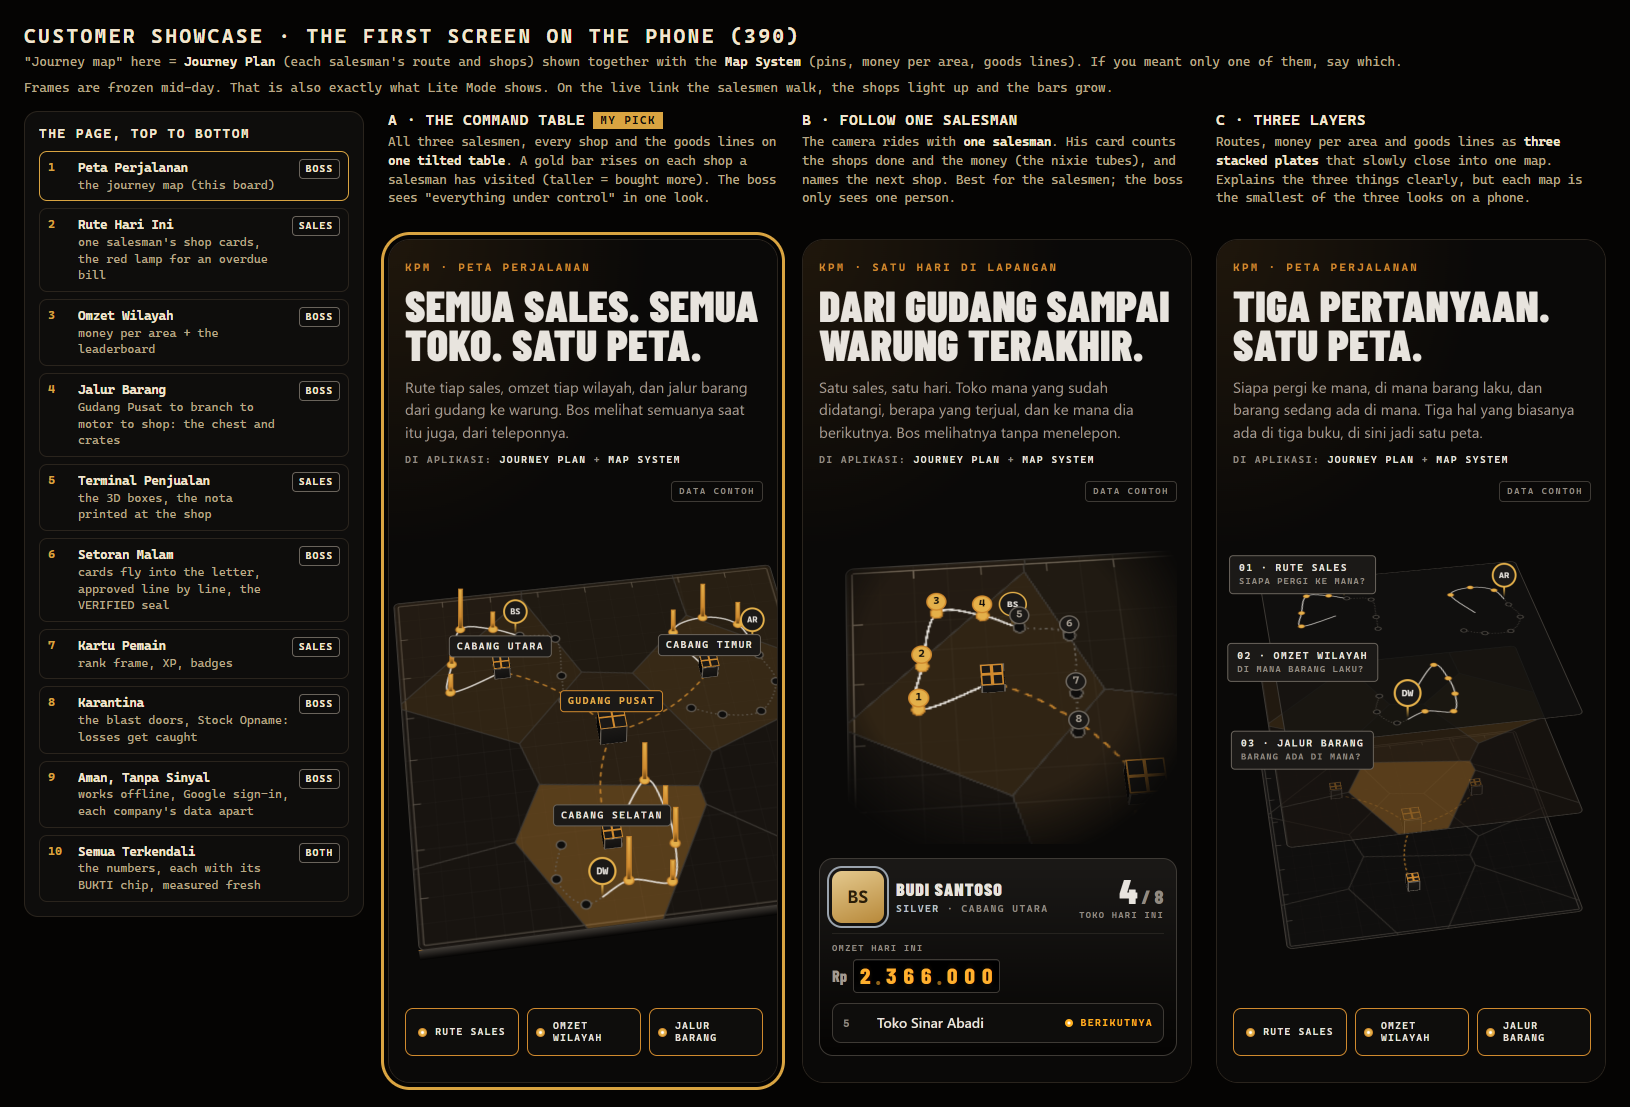 CUSTOMER SHOWCASE · THE FIRST SCREEN ON THE PHONE (390)
"Journey map" here = Journey Plan (each salesman's route and shops) shown together with the Map System (pins, money per area, goods lines). If you meant only one of them, say which.
Frames are frozen mid-day. That is also exactly what Lite Mode shows. On the live link the salesmen walk, the shops light up and the bars grow.
THE PAGE, TOP TO BOTTOM
1 Peta Perjalanan BOSS
the journey map (this board)
2 Rute Hari Ini SALES
one salesman's shop cards,
the red lamp for an overdue
bill
3 Omzet Wilayah BOSS
money per area + the
leaderboard
4 Jalur Barang BOSS
Gudang Pusat to branch to
motor to shop: the chest and
crates
5 Terminal Penjualan SALES
the 3D boxes, the nota
printed at the shop
6 Setoran Malam BOSS
cards fly into the letter,
approved line by line, the
VERIFIED seal
7 Kartu Pemain SALES
rank frame, XP, badges
8 Karantina BOSS
the blast doors, Stock Opname:
losses get caught
9 Aman, Tanpa Sinyal BOSS
works offline, Google sign-in,
each company's data apart
10 Semua Terkendali BOTH
the numbers, each with its
BUKTI chip, measured fresh
A · THE COMMAND TABLE MY PICK
All three salesmen, every shop and the goods lines on
one tilted table. A gold bar rises on each shop a
salesman has visited (taller = bought more). The boss
sees "everything under control" in one look.
KPM · PETA PERJALANAN
SEMUA SALES. SEMUA
TOKO. SATU PETA.
Rute tiap sales, omzet tiap wilayah, dan jalur barang
dari gudang ke warung. Bos melihat semuanya saat
itu juga, dari teleponnya.
DI APLIKASI: JOURNEY PLAN + MAP SYSTEM
DATA CONTOH
BS
AR
CABANG UTARA
CABANG TIMUR
GUDANG PUSAT
CABANG SELATAN
DW
RUTE SALES
OMZET
WILAYAH
JALUR
BARANG
B · FOLLOW ONE SALESMAN
The camera rides with one salesman. His card counts
the shops done and the money (the nixie tubes), and
names the next shop. Best for the salesmen; the boss
only sees one person.
KPM · SATU HARI DI LAPANGAN
DARI GUDANG SAMPAI
WARUNG TERAKHIR.
Satu sales, satu hari. Toko mana yang sudah
didatangi, berapa yang terjual, dan ke mana dia
berikutnya. Bos melihatnya tanpa menelepon.
DI APLIKASI: JOURNEY PLAN + MAP SYSTEM
DATA CONTOH
3
4
BS
5
6
2
7
1
8
BS
BUDI SANTOSO
SILVER · CABANG UTARA
4/8
TOKO HARI INI
OMZET HARI INI
Rp 2.366.000
5 Toko Sinar Abadi BERIKUTNYA
C · THREE LAYERS
Routes, money per area and goods lines as three
stacked plates that slowly close into one map.
Explains the three things clearly, but each map is
the smallest of the three looks on a phone.
KPM · PETA PERJALANAN
TIGA PERTANYAAN.
SATU PETA.
Siapa pergi ke mana, di mana barang laku, dan
barang sedang ada di mana. Tiga hal yang biasanya
ada di tiga buku, di sini jadi satu peta.
DI APLIKASI: JOURNEY PLAN + MAP SYSTEM
DATA CONTOH
01 · RUTE SALES
SIAPA PERGI KE MANA?
AR
02 · OMZET WILAYAH
DI MANA BARANG LAKU?
DW
03 · JALUR BARANG
BARANG ADA DI MANA?
RUTE SALES
OMZET
WILAYAH
JALUR
BARANG